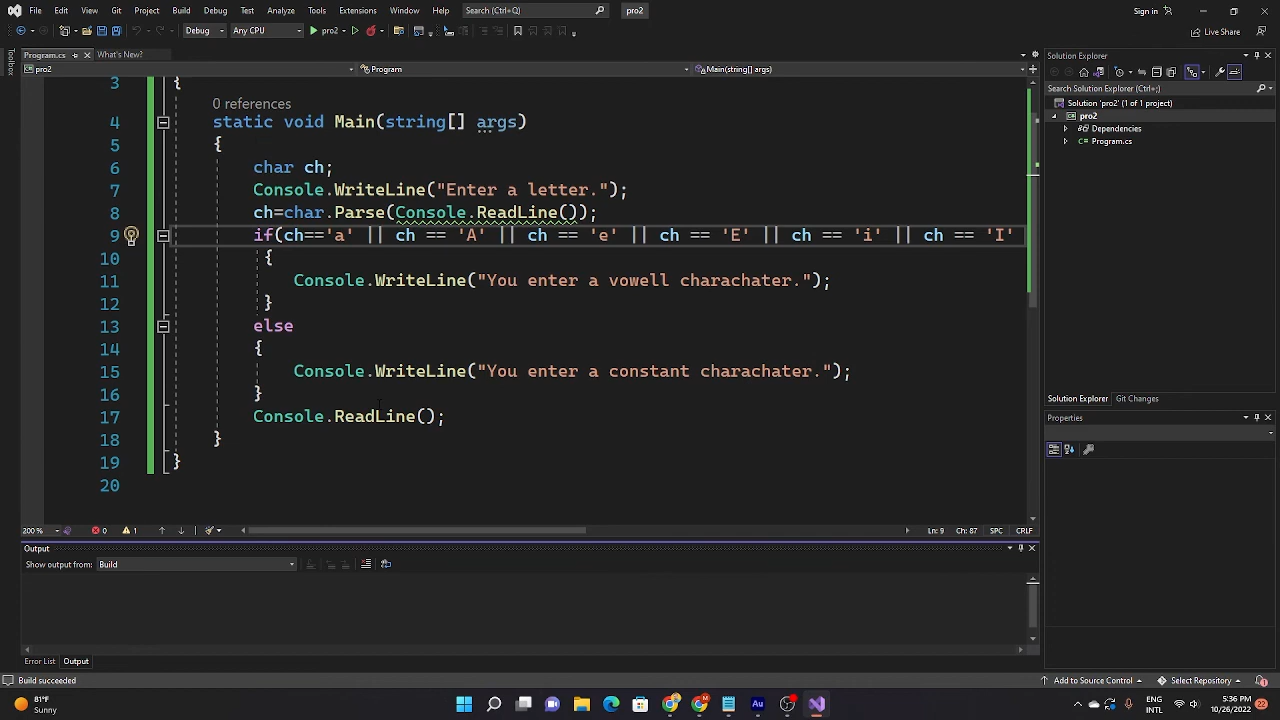 File Edit View Git Project Build Debug Test Analyze Tools Extensions Window Help Search (Ctrl+Q) pro2 Sign in
Debug Any CPU pro2 Live Share
Toolbox
Program.cs What's New?
pro2 Program Main(string[] args)
3 {
0 references
4 static void Main(string[] args)
5 {
6 char ch;
7 Console.WriteLine("Enter a letter.");
8 ch=char.Parse(Console.ReadLine());
9 if(ch=='a' || ch == 'A' || ch == 'e' || ch == 'E' || ch == 'i' || ch == 'I'
10 {
11 Console.WriteLine("You enter a vowell charachater.");
12 }
13 else
14 {
15 Console.WriteLine("You enter a constant charachater.");
16 }
17 Console.ReadLine();
18 }
19 }
20
200 % 0 1 Ln: 9 Ch: 87 SPC CRLF
Output
Show output from: Build
Error List Output
Solution Explorer
Search Solution Explorer (Ctrl+;)
Solution 'pro2' (1 of 1 project)
pro2
Dependencies
Program.cs
Solution Explorer Git Changes
Properties
Build succeeded Add to Source Control Select Repository
81°F
Sunny
ENG
INTL
5:36 PM
10/26/2022